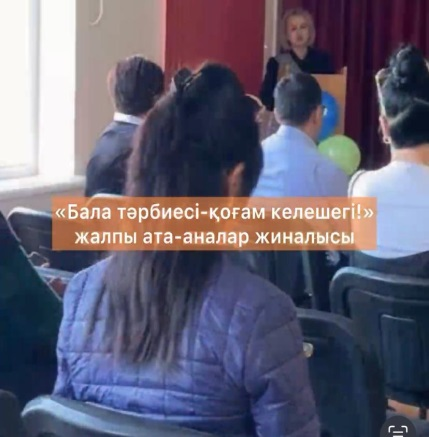 «Бала тәрбиесі-қоғам келешегі!»
жалпы ата-аналар жиналысы